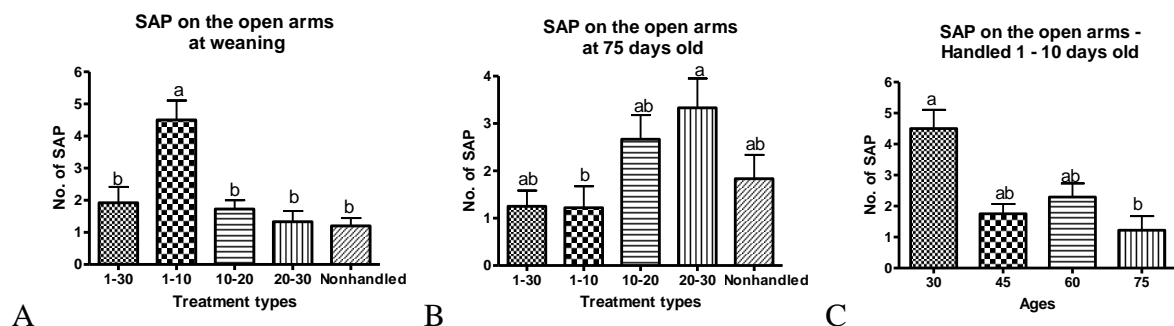 SAP on the open arms
at weaning
No. of SAP
6
5
4
3
2
1
0
b
a
b
b
b
1-30
1-10
10-20
20-30
Nonhandled
Treatment types
A
SAP on the open arms
at 75 days old
No. of SAP
4
3
2
1
0
ab
b
ab
a
ab
1-30
1-10
10-20
20-30
Nonhandled
Treatment types
B
SAP on the open arms -
Handled 1 - 10 days old
No. of SAP
6
5
4
3
2
1
0
a
ab
ab
b
30
45
60
75
Ages
C